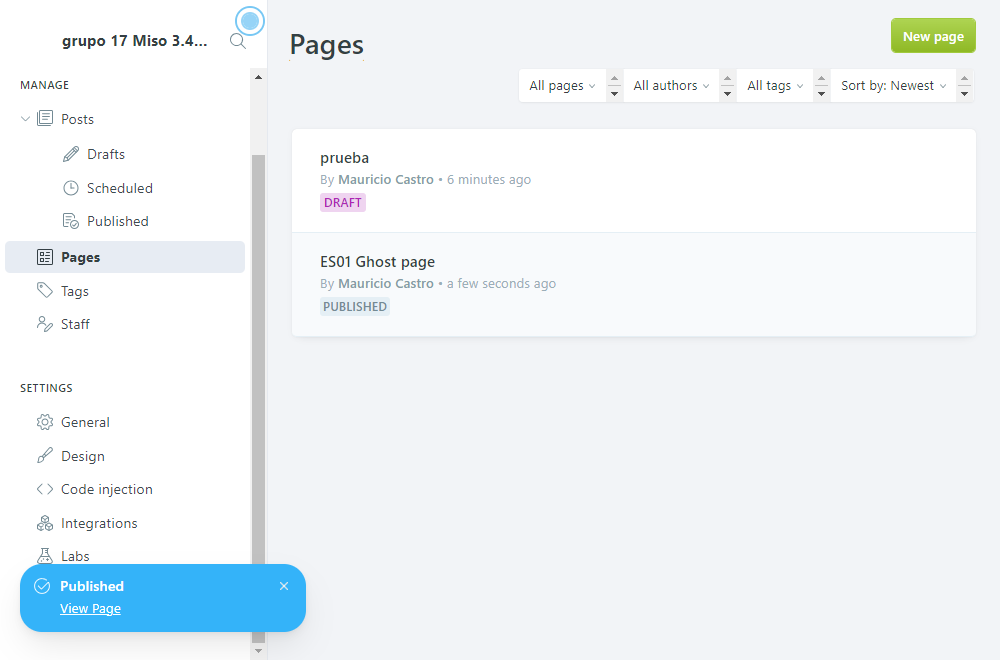 grupo 17 Miso 3.4...
MANAGE
Posts
Drafts
Scheduled
Published
Pages
Tags
Staff
SETTINGS
General
Design
Code injection
Integrations
Labs
Published
View Page
Pages
New page
All pages
All authors
All tags
Sort by: Newest
prueba
By Mauricio Castro • 6 minutes ago
DRAFT
ES01 Ghost page
By Mauricio Castro • a few seconds ago
PUBLISHED